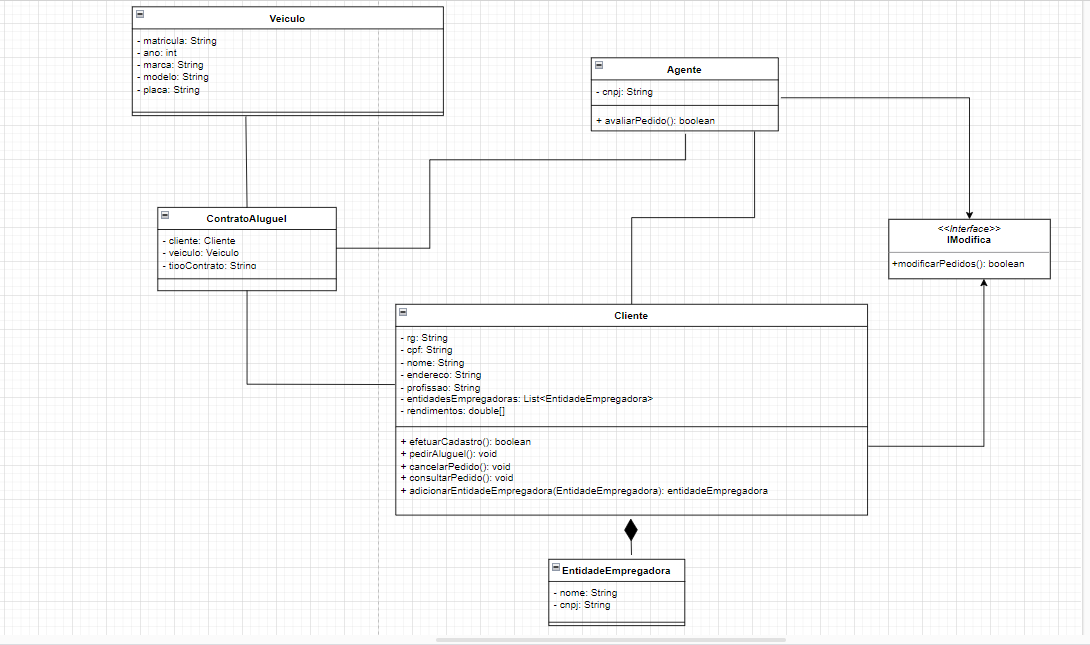 Veiculo
- matricula: String
- ano: int
- marca: String
- modelo: String
- placa: String
Agente
- cnpj: String
+ avaliarPedido(): boolean
ContratoAluguel
- cliente: Cliente
- veiculo: Veiculo
- tipoContrato: String
<<Interface>>
IModifica
+modificarPedidos(): boolean
Cliente
- rg: String
- cpf: String
- nome: String
- endereco: String
- profissao: String
- entidadesEmpregadoras: List<EntidadeEmpregadora>
- rendimentos: double[]
+ efetuarCadastro(): boolean
+ pedirAluguel(): void
+ cancelarPedido(): void
+ consultarPedido(): void
+ adicionarEntidadeEmpregadora(EntidadeEmpregadora): entidadeEmpregadora
EntidadeEmpregadora
- nome: String
- cnpj: String